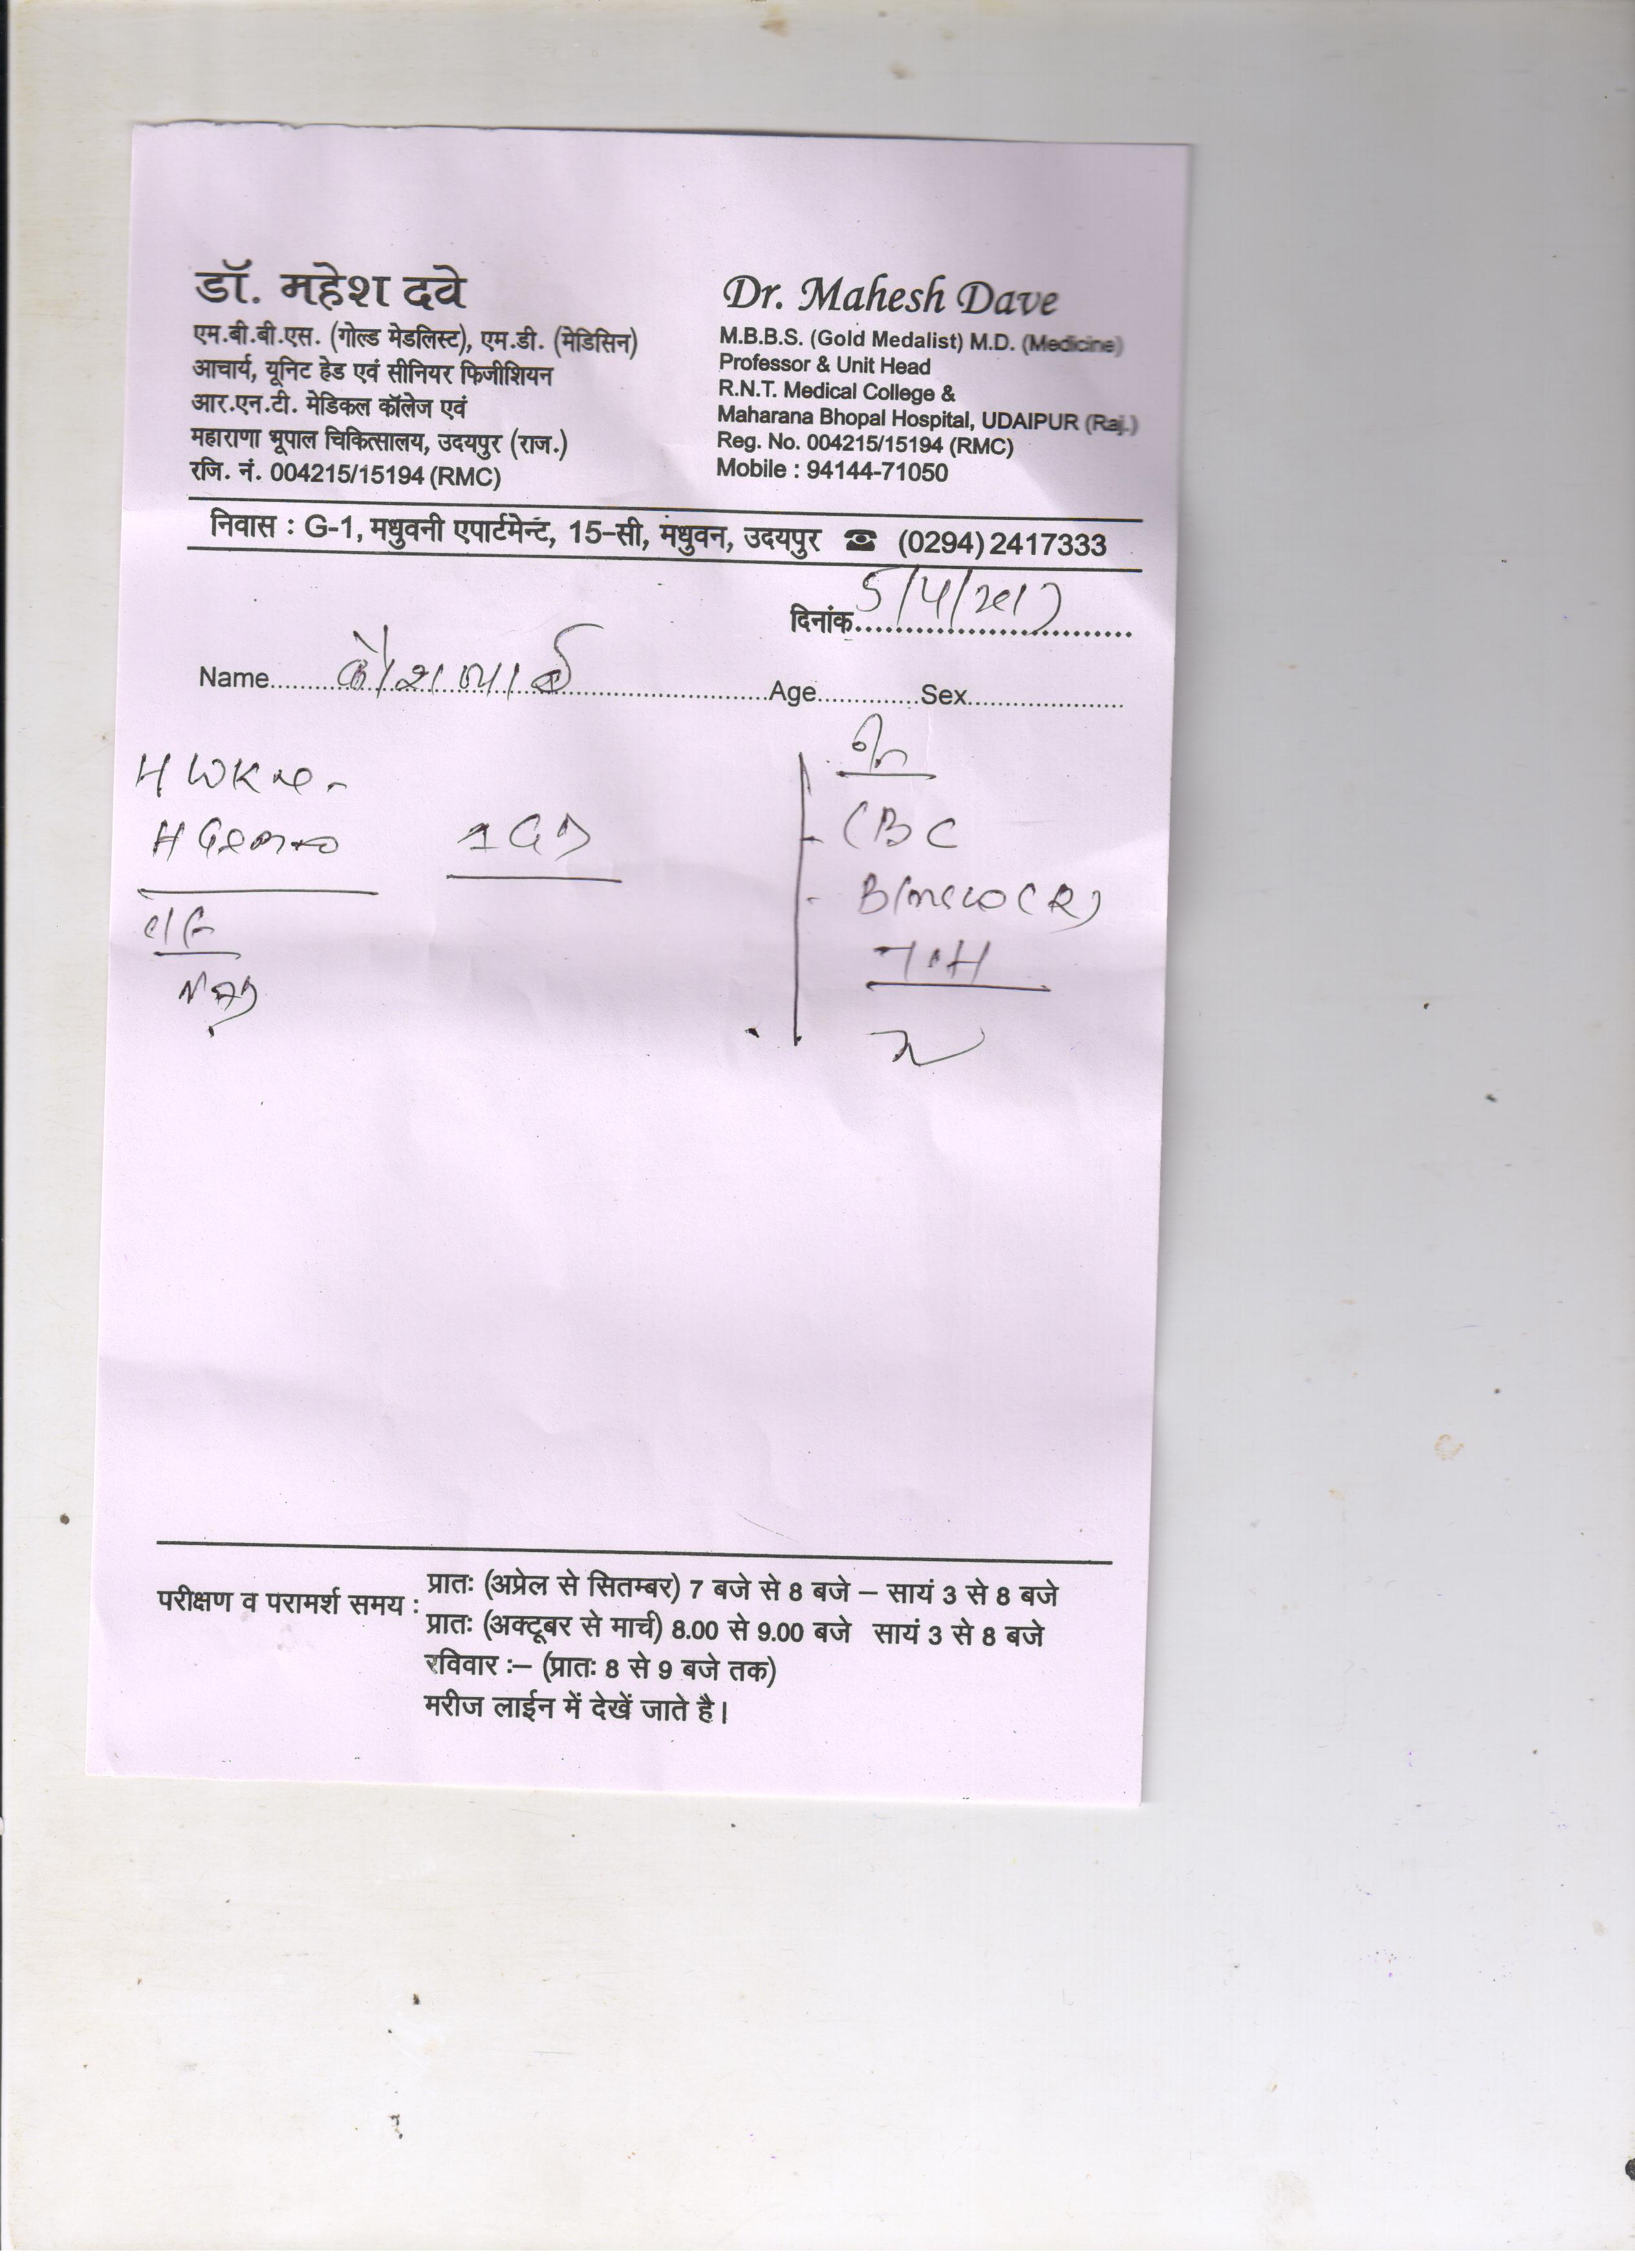 डॉ. महेश दवे
एम.बी.बी.एस. (गोल्ड मेडलिस्ट), एम.डी. (मेडिसिन)
आचार्य, यूनिट हेड एवं सीनियर फिजीशियन
आर.एन.टी. मेडिकल कॉलेज एवं
महाराणा भूपाल चिकित्सालय, उदयपुर (राज.)
रजि. नं. 004215/15194 (RMC)
Dr. Mahesh Dave
M.B.B.S. (Gold Medalist) M.D. (Medicine)
Professor & Unit Head
R.N.T. Medical College &
Maharana Bhopal Hospital, UDAIPUR (Raj.)
Reg. No. 004215/15194 (RMC)
Mobile : 94144-71050
निवास : G-1, मधुवनी एपार्टमेन्ट, 15-सी, मधुवन, उदयपुर ☎ (0294) 2417333
दिनांक 5/4/2017
Name Age Sex
CBC
परीक्षण व परामर्श समय : प्रातः (अप्रेल से सितम्बर) 7 बजे से 8 बजे – सायं 3 से 8 बजे
प्रातः (अक्टूबर से मार्च) 8.00 से 9.00 बजे सायं 3 से 8 बजे
रविवार :– (प्रातः 8 से 9 बजे तक)
मरीज लाईन में देखें जाते है।